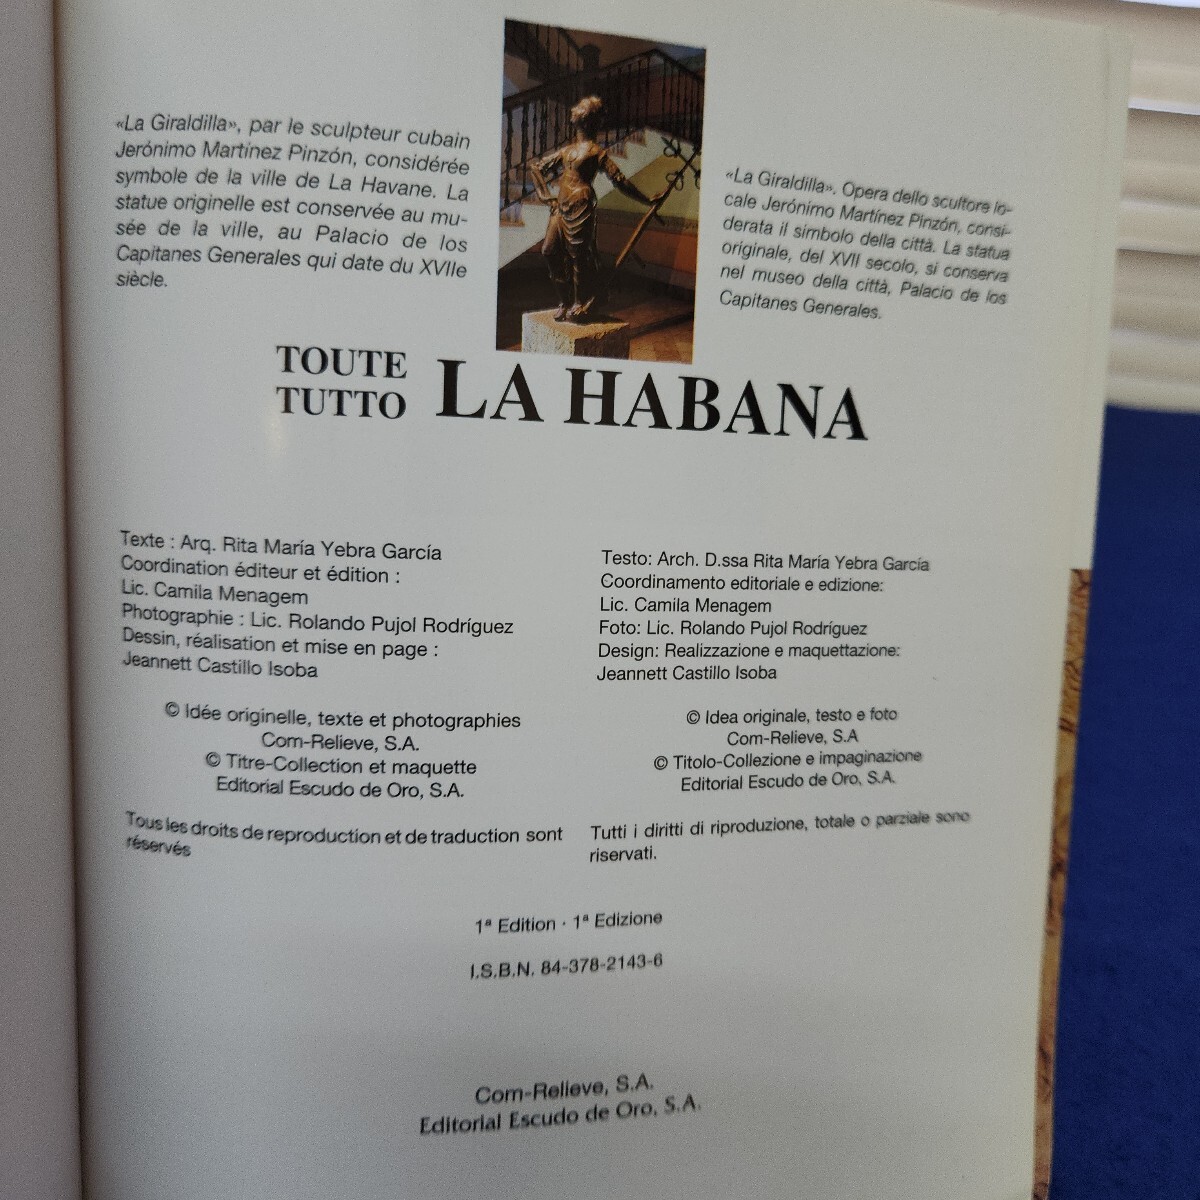 «La Giraldilla», par le sculpteur cubain
Jerónimo Martínez Pinzón, considérée
symbole de la ville de La Havane. La
statue originelle est conservée au mu-
sée de la ville, au Palacio de los
Capitanes Generales qui date du XVIIe
siècle.
«La Giraldilla». Opera dello scultore lo-
cale Jerónimo Martínez Pinzón, consi-
derata il simbolo della città. La statua
originale, del XVII secolo, si conserva
nel museo della città, Palacio de los
Capitanes Generales.
TOUTE
TUTTO
LA HABANA
Texte : Arq. Rita María Yebra García
Coordination éditeur et édition :
Lic. Camila Menagem
Photographie : Lic. Rolando Pujol Rodríguez
Dessin, réalisation et mise en page :
Jeannett Castillo Isoba
© Idée originelle, texte et photographies
Com-Relieve, S.A.
© Titre-Collection et maquette
Editorial Escudo de Oro, S.A.
Tous les droits de reproduction et de traduction sont
réservés
Testo: Arch. D.ssa Rita María Yebra García
Coordinamento editoriale e edizione:
Lic. Camila Menagem
Foto: Lic. Rolando Pujol Rodríguez
Design: Realizzazione e maquettazione:
Jeannett Castillo Isoba
© Idea originale, testo e foto
Com-Relieve, S.A
© Titolo-Collezione e impaginazione
Editorial Escudo de Oro, S.A.
Tutti i diritti di riproduzione, totale o parziale sono
riservati.
1ª Edition · 1ª Edizione
I.S.B.N. 84-378-2143-6
Com-Relieve, S.A.
Editorial Escudo de Oro, S.A.